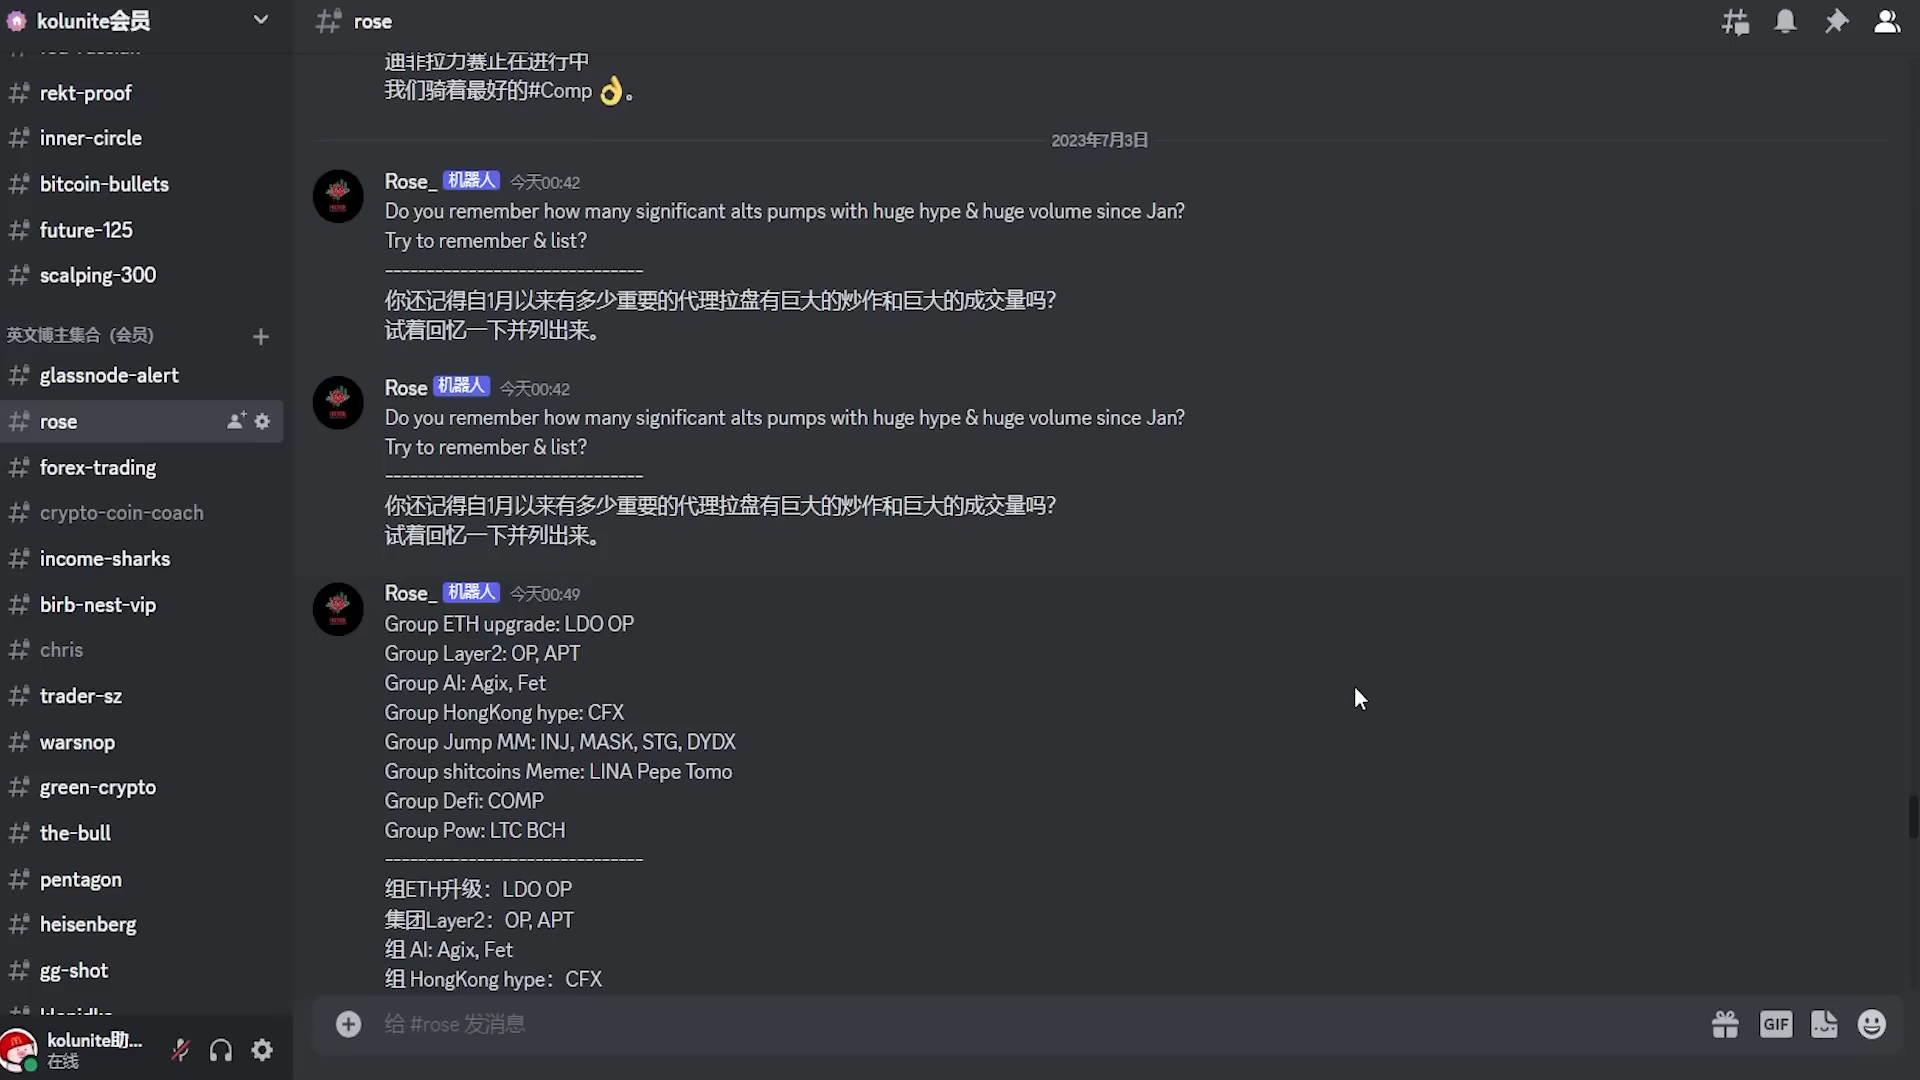 kolunite会员
rekt-proof
inner-circle
bitcoin-bullets
future-125
scalping-300
英文博主集合（会员）
glassnode-alert
rose
forex-trading
crypto-coin-coach
income-sharks
birb-nest-vip
chris
trader-sz
warsnop
green-crypto
the-bull
pentagon
heisenberg
gg-shot
kolunite助...
在线
rose
迪菲拉力赛正在进行中
我们骑着最好的#Comp 👌。
2023年7月3日
Rose_ 机器人 今天00:42
Do you remember how many significant alts pumps with huge hype & huge volume since Jan?
Try to remember & list?
-------------------------------
你还记得自1月以来有多少重要的代理拉盘有巨大的炒作和巨大的成交量吗?
试着回忆一下并列出来。
Rose 机器人 今天00:42
Do you remember how many significant alts pumps with huge hype & huge volume since Jan?
Try to remember & list?
-------------------------------
你还记得自1月以来有多少重要的代理拉盘有巨大的炒作和巨大的成交量吗?
试着回忆一下并列出来。
Rose_ 机器人 今天00:49
Group ETH upgrade: LDO OP
Group Layer2: OP, APT
Group AI: Agix, Fet
Group HongKong hype: CFX
Group Jump MM: INJ, MASK, STG, DYDX
Group shitcoins Meme: LINA Pepe Tomo
Group Defi: COMP
Group Pow: LTC BCH
-------------------------------
组ETH升级：LDO OP
集团Layer2：OP, APT
组 AI: Agix, Fet
组 HongKong hype：CFX
给 #rose 发消息
GIF